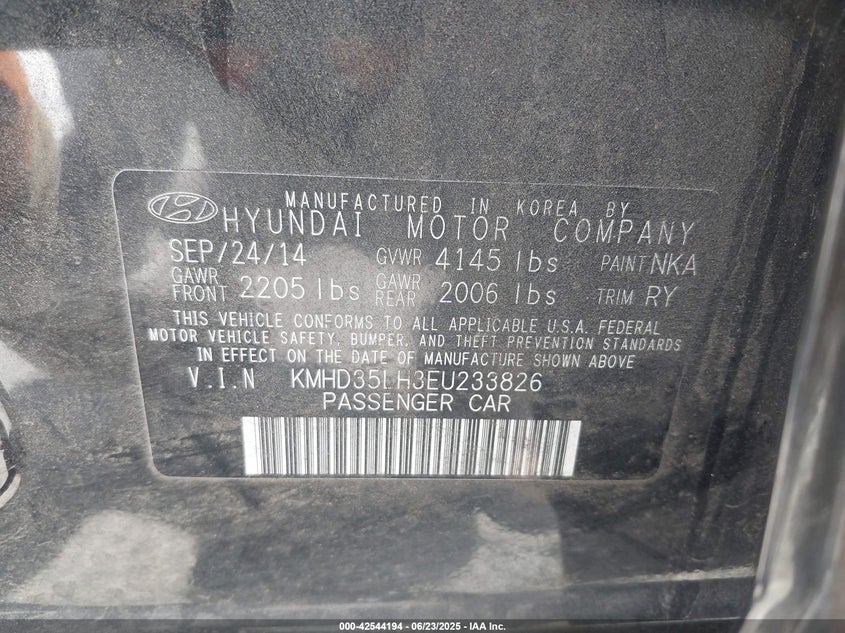 MANUFACTURED IN KOREA BY
HYUNDAI MOTOR COMPANY
SEP/24/14 GVWR 4145 lbs PAINT NKA
GAWR FRONT 2205 lbs GAWR REAR 2006 lbs TRIM RY
THIS VEHICLE CONFORMS TO ALL APPLICABLE U.S.A. FEDERAL
MOTOR VEHICLE SAFETY, BUMPER, AND THEFT PREVENTION STANDARDS
IN EFFECT ON THE DATE OF MANUFACTURE SHOWN ABOVE
V.I.N KMHD35LH3EU233826
PASSENGER CAR
000-42544194 - 06/23/2025 - IAA Inc.